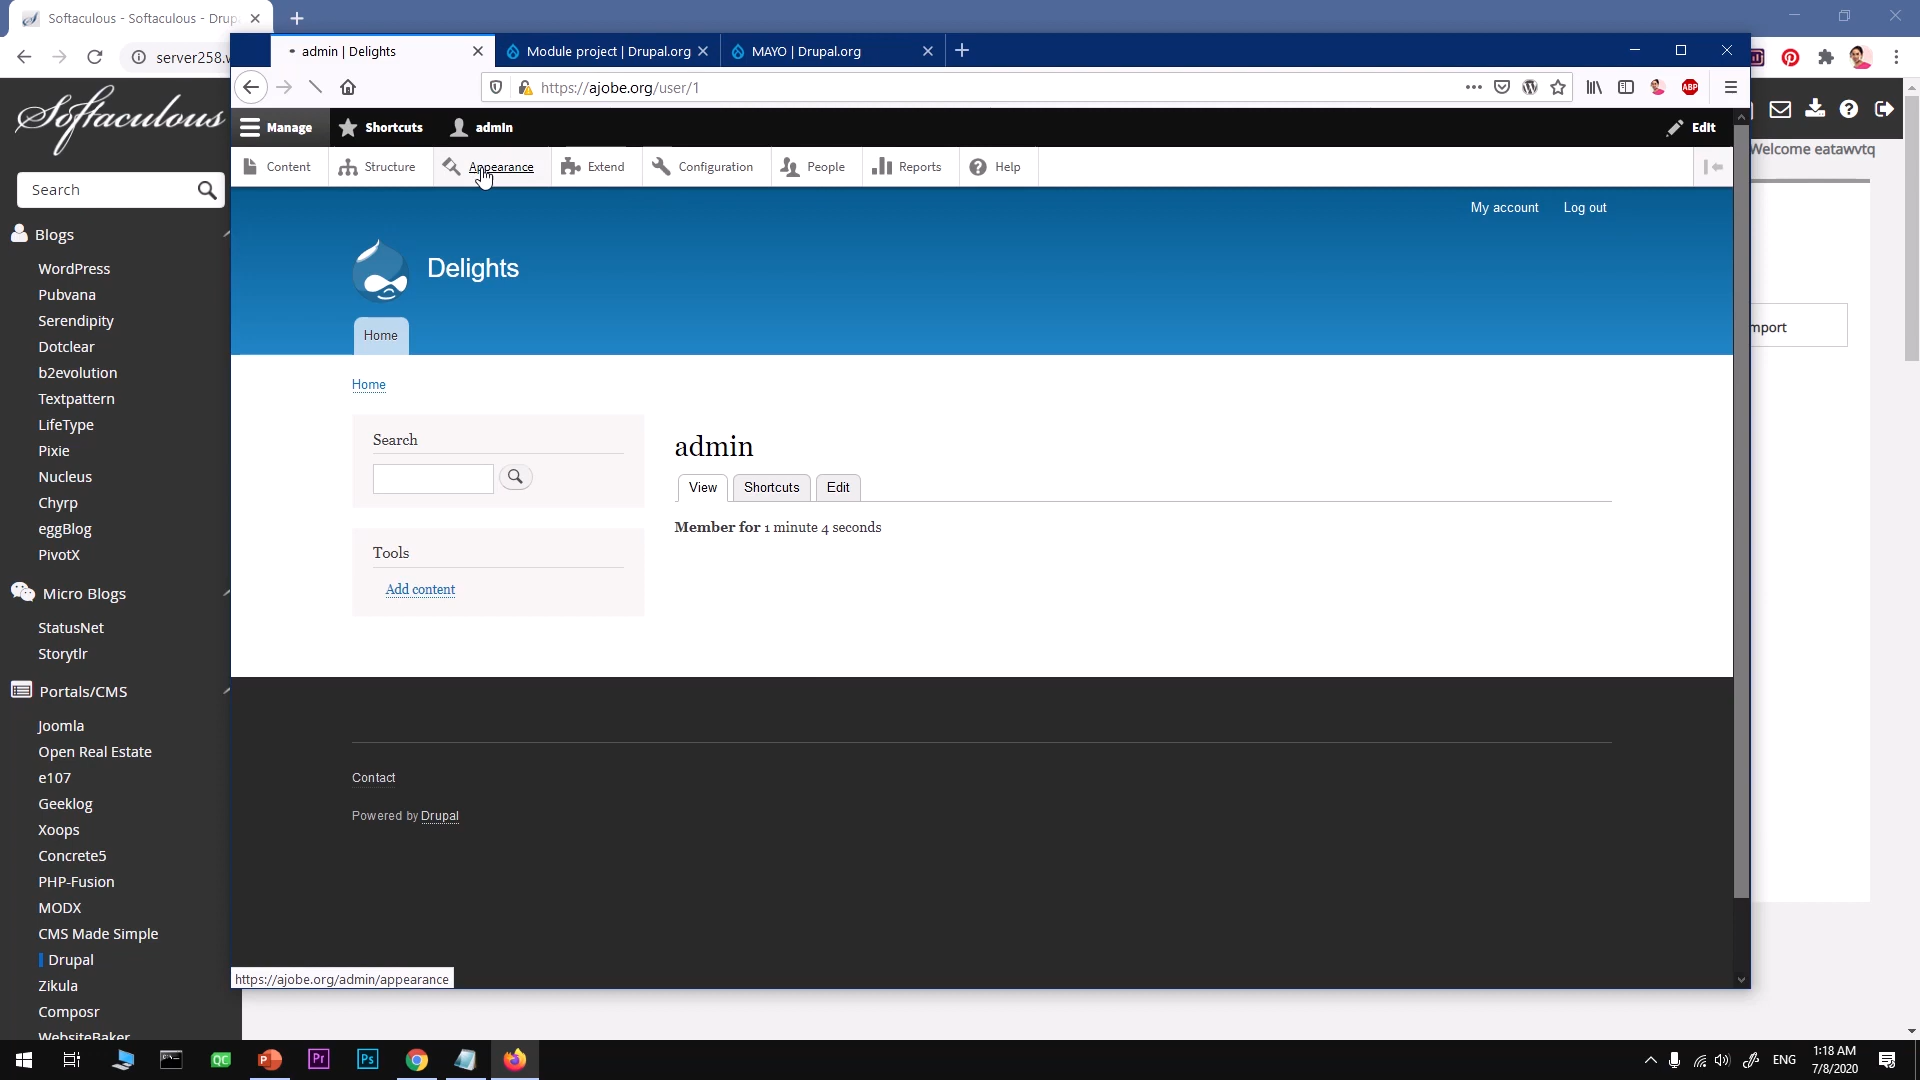 Softaculous - Softaculous - Drup
admin | Delights
Module project | Drupal.org
MAYO | Drupal.org
server258.w
https://ajobe.org/user/1
ABP
Softaculous
Manage
Shortcuts
admin
Edit
Welcome eatawvtq
Content
Structure
Appearance
Extend
Configuration
People
Reports
Help
Search
My account
Log out
Blogs
Delights
WordPress
Pubvana
Serendipity
Dotclear
b2evolution
Textpattern
LifeType
Pixie
Nucleus
Chyrp
eggBlog
PivotX
Home
mport
Home
Search
Tools
Add content
admin
View
Shortcuts
Edit
Member for 1 minute 4 seconds
Micro Blogs
StatusNet
Storytlr
Portals/CMS
Joomla
Open Real Estate
e107
Geeklog
Xoops
Concrete5
PHP-Fusion
MODX
CMS Made Simple
Drupal
Zikula
Composr
WebsiteBaker
Contact
Powered by Drupal
https://ajobe.org/admin/appearance
QC
P
Pr
Ps
ENG
1:18 AM
7/8/2020